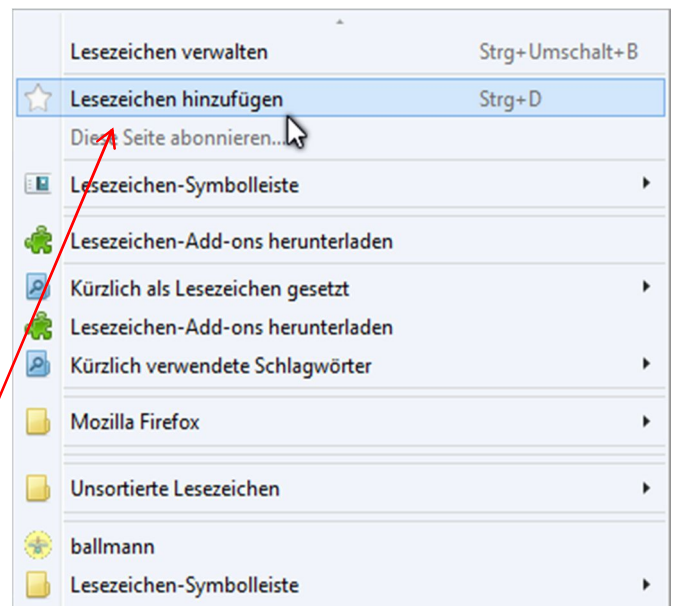 Lesezeichen verwalten Strg+Umschalt+B
Lesezeichen hinzufügen Strg+D
Diese Seite abonnieren...
Lesezeichen-Symbolleiste
Lesezeichen-Add-ons herunterladen
Kürzlich als Lesezeichen gesetzt
Lesezeichen-Add-ons herunterladen
Kürzlich verwendete Schlagwörter
Mozilla Firefox
Unsortierte Lesezeichen
ballmann
Lesezeichen-Symbolleiste